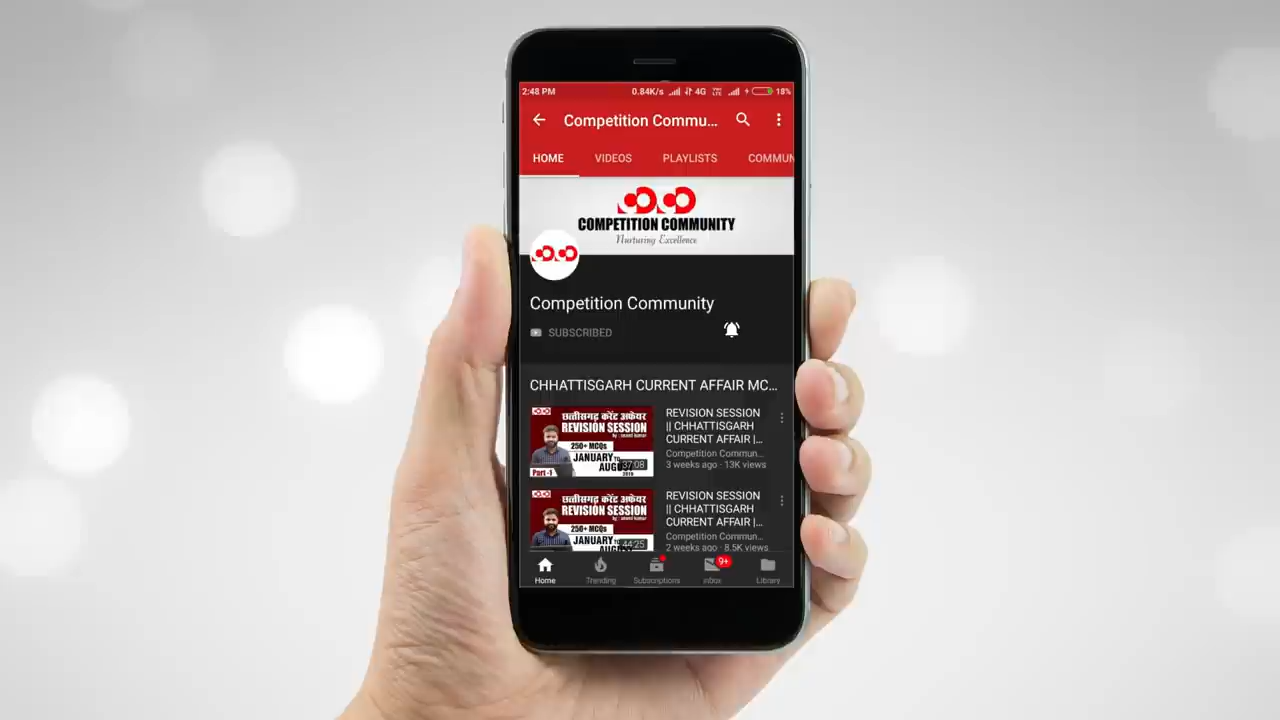 2:48 PM 0.84K/s 4G VoLTE 18%
Competition Commu...
HOME VIDEOS PLAYLISTS COMMUN
COMPETITION COMMUNITY
Nurturing Excellence
Competition Community
SUBSCRIBED
CHHATTISGARH CURRENT AFFAIR MC...
छत्तीसगढ़ करेंट अफेयर
REVISION SESSION
250+ MCQs
JANUARY TO
AUGUST
Part -1
37:08
REVISION SESSION
|| CHHATTISGARH
CURRENT AFFAIR |...
Competition Commun...
3 weeks ago · 13K views
छत्तीसगढ़ करेंट अफेयर
REVISION SESSION
250+ MCQs
JANUARY TO
44:25
REVISION SESSION
|| CHHATTISGARH
CURRENT AFFAIR |...
Competition Commun...
2 weeks ago · 8.5K views
9+
Home Trending Subscriptions Inbox Library